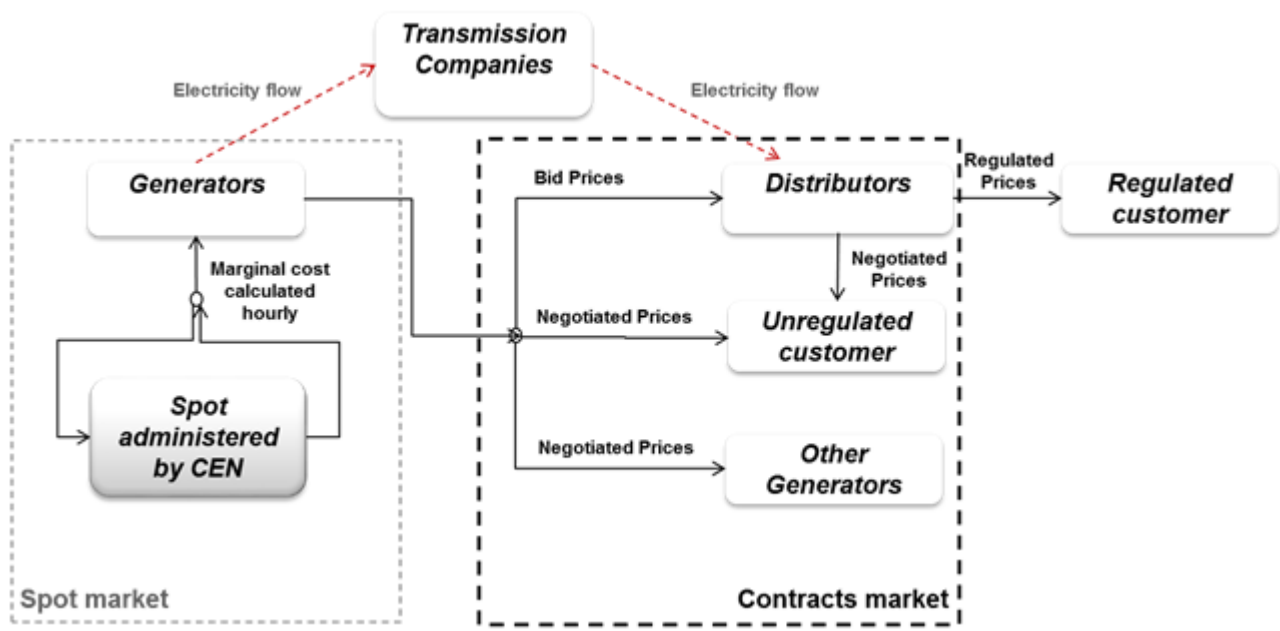 Transmission
Companies
Electricity flow
Electricity flow
Generators
Bid Prices
Distributors
Regulated
Prices
Regulated
customer
Marginal cost
calculated
hourly
Negotiated
Prices
Negotiated Prices
Unregulated
customer
Spot
administered
by CEN
Negotiated Prices
Other
Generators
Spot market
Contracts market